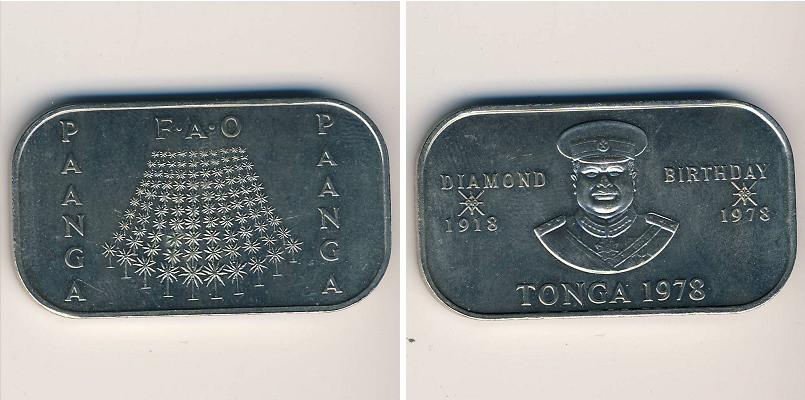 PAANGA
F·A·O
PAANGA
DIAMOND
1918
BIRTHDAY
1978
TONGA 1978